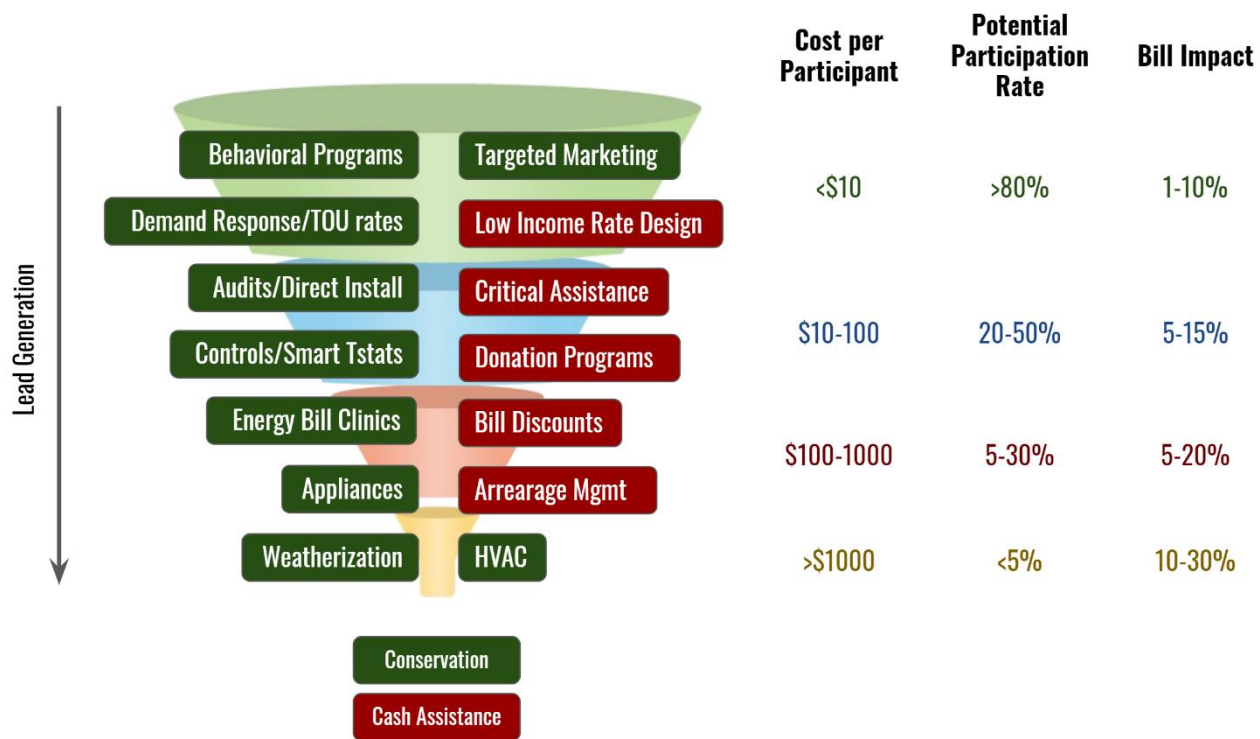 Cost per
Participant
Potential
Participation
Rate
Bill Impact
Lead Generation
Behavioral Programs
Targeted Marketing
<$10
>80%
1-10%
Demand Response/TOU rates
Low Income Rate Design
Audits/Direct Install
Critical Assistance
$10-100
20-50%
5-15%
Controls/Smart Tstats
Donation Programs
Energy Bill Clinics
Bill Discounts
$100-1000
5-30%
5-20%
Appliances
Arrearage Mgmt
Weatherization
HVAC
>$1000
<5%
10-30%
Conservation
Cash Assistance